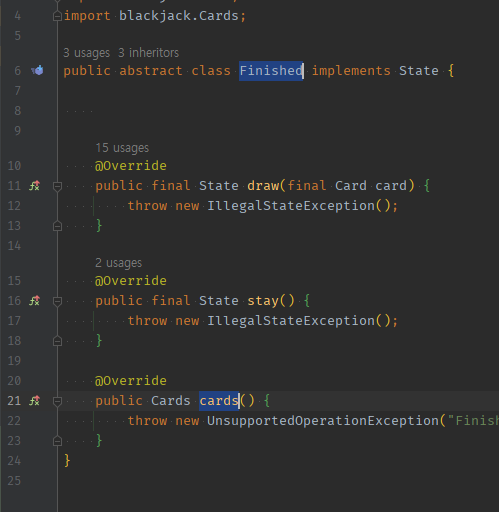 4 import blackjack.Cards;
5
3 usages 3 inheritors
6 public abstract class Finished implements State {
7
8
9
15 usages
10 @Override
11 public final State draw(final Card card) {
12 throw new IllegalStateException();
13 }
14
2 usages
15 @Override
16 public final State stay() {
17 throw new IllegalStateException();
18 }
19
20 @Override
21 public Cards cards() {
22 throw new UnsupportedOperationException("Finish
23 }
24 }
25